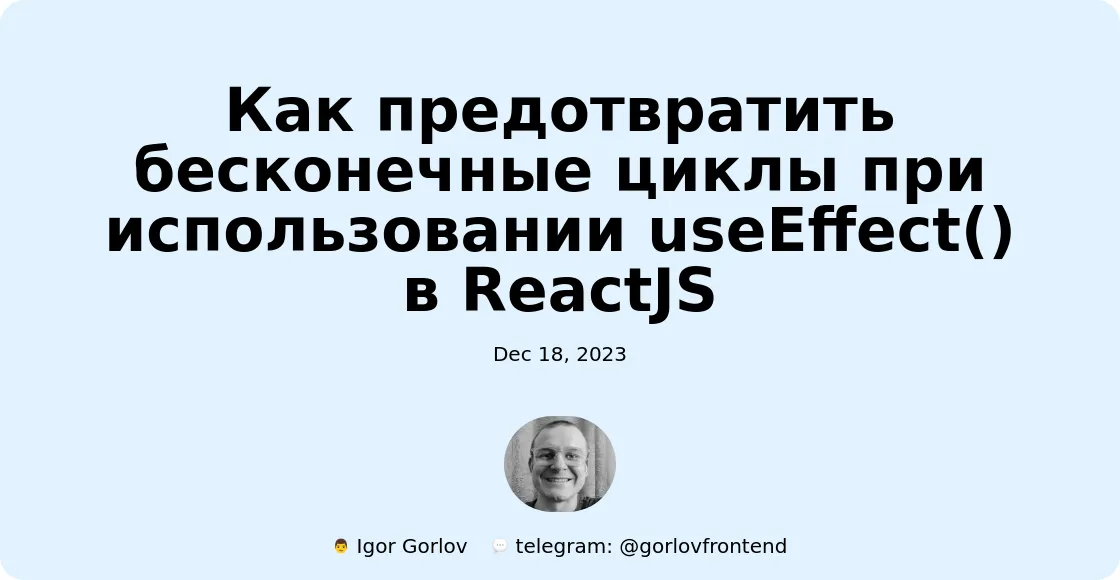 Как предотвратить
бесконечные циклы при
использовании useEffect()
в ReactJS
Dec 18, 2023
Igor Gorlov telegram: @gorlovfrontend